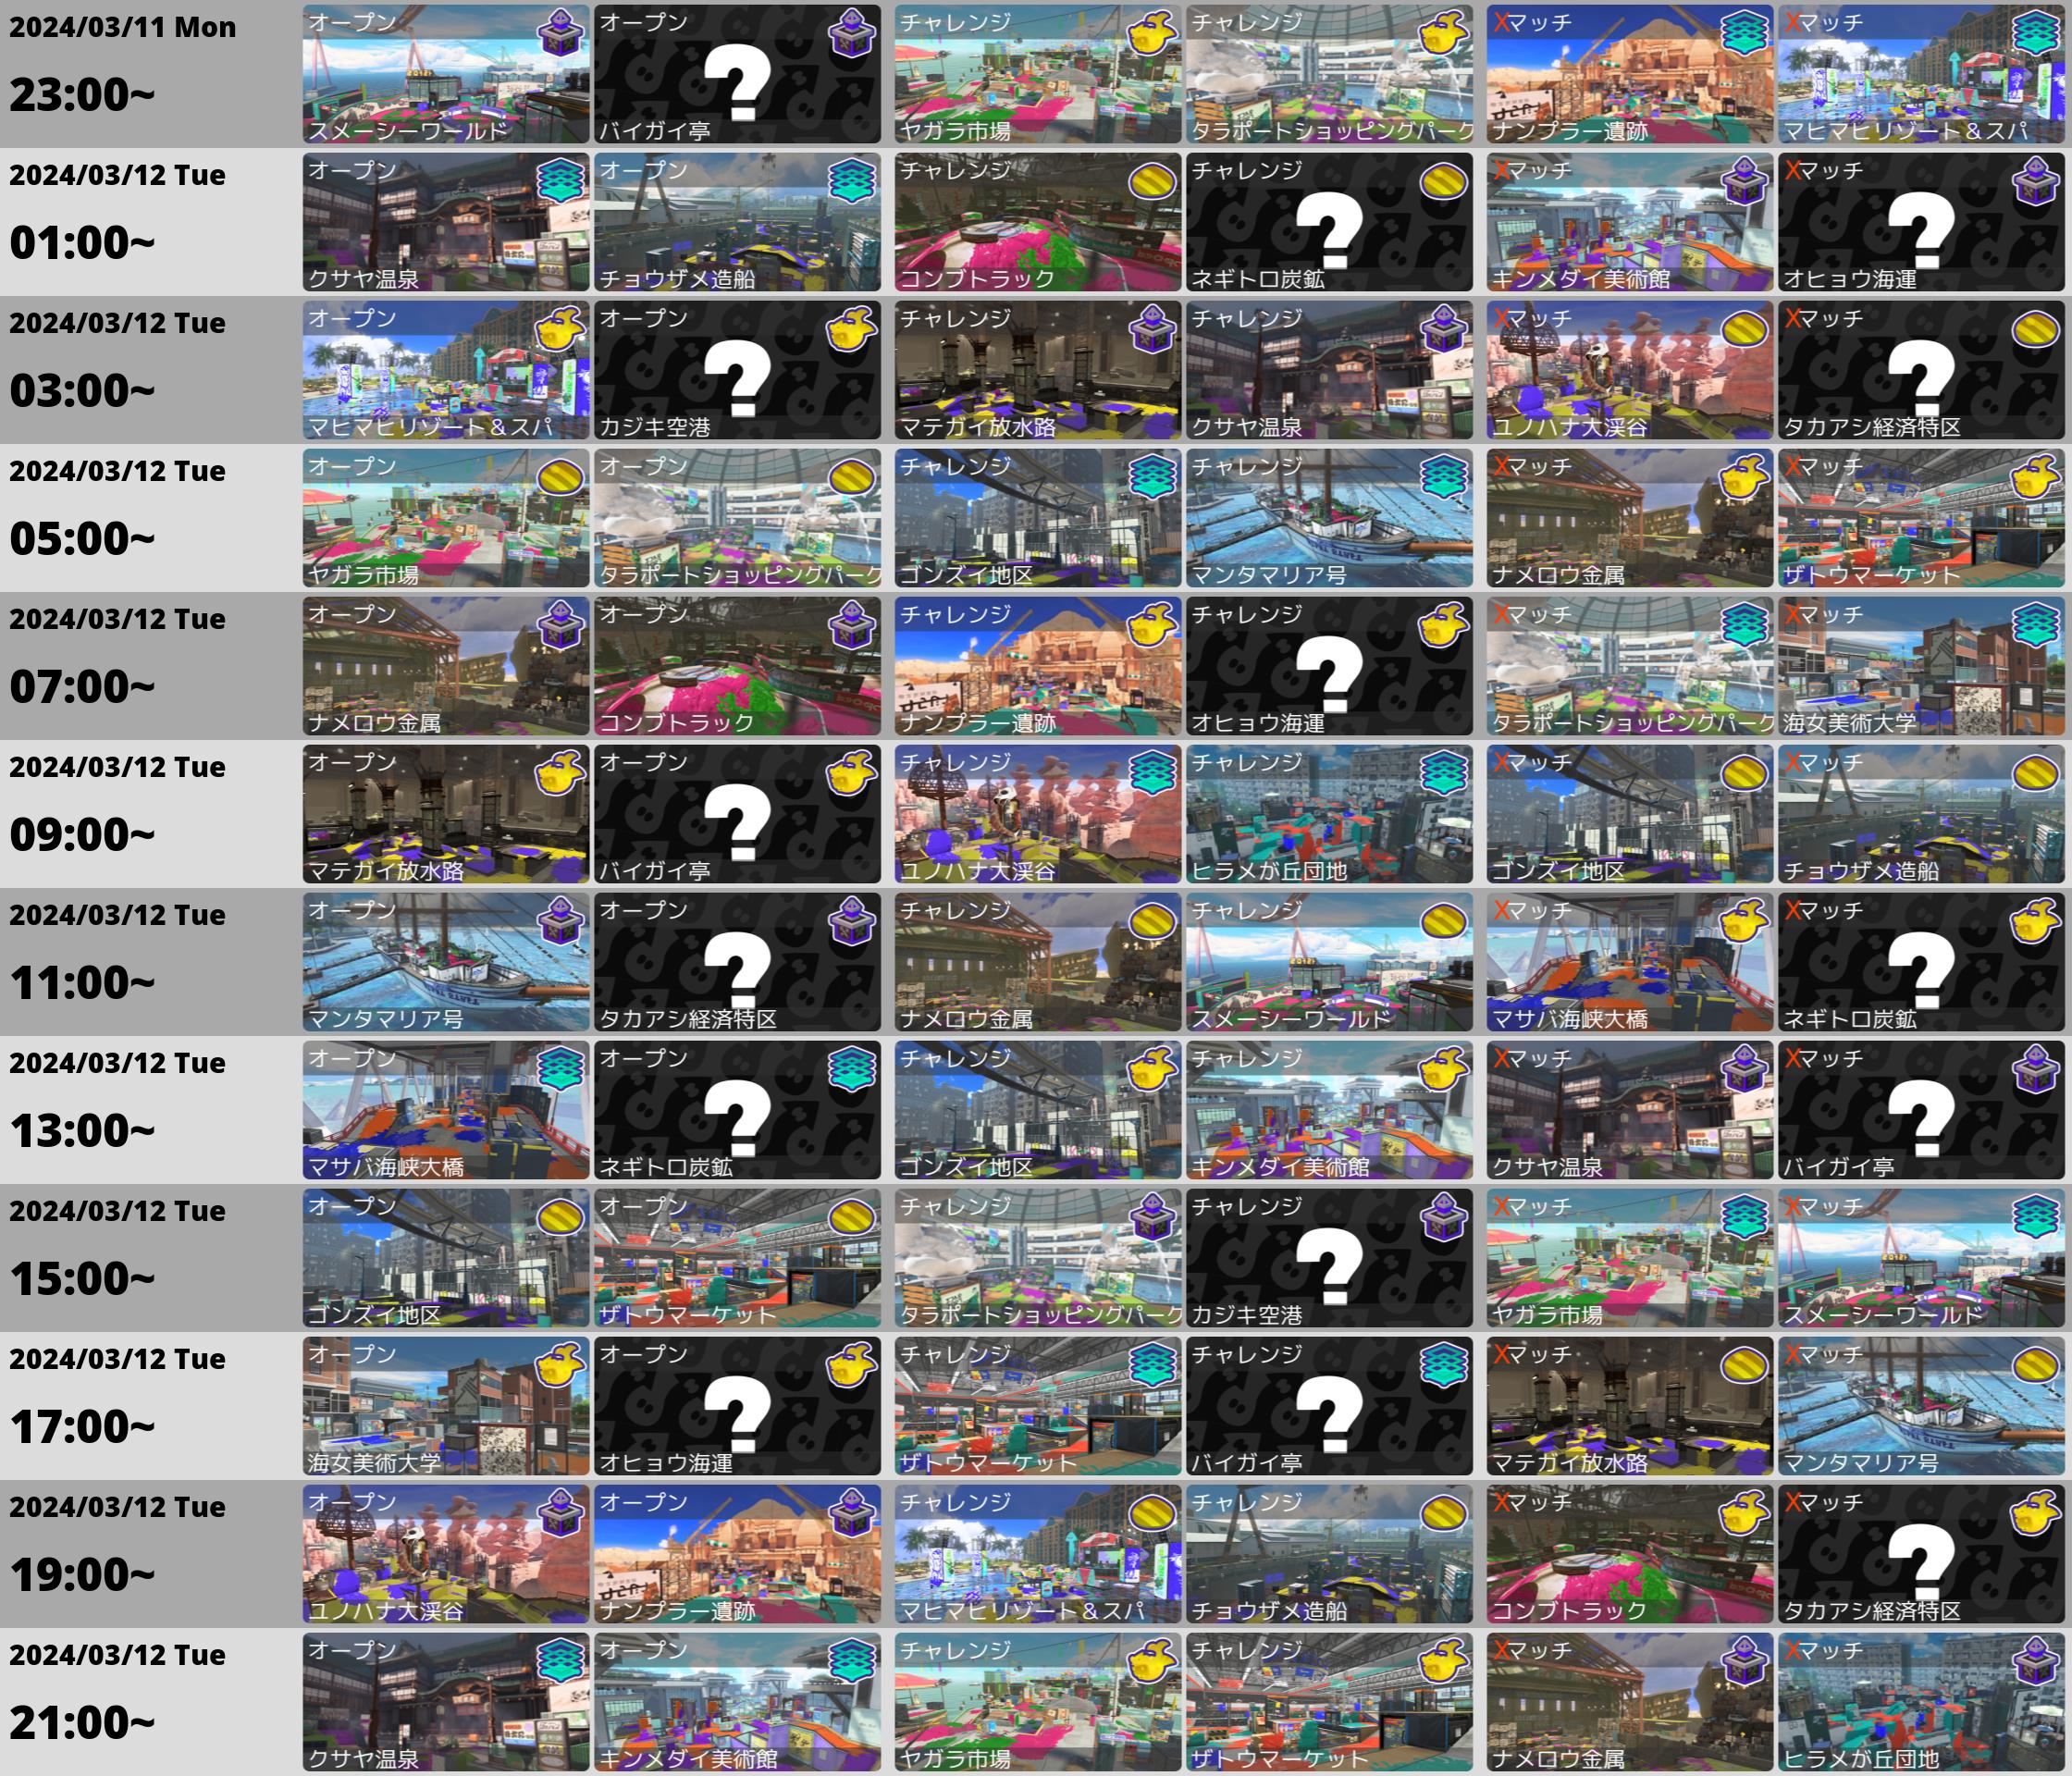 2024/03/11 Mon
23:00~
オープン
スメーシーワールド
オープン
バイガイ亭
チャレンジ
ヤガラ市場
チャレンジ
タラポートショッピングパーク
Xマッチ
ナンプラー遺跡
Xマッチ
マヒマヒリゾート＆スパ
2024/03/12 Tue
01:00~
オープン
クサヤ温泉
オープン
チョウザメ造船
チャレンジ
コンブトラック
チャレンジ
ネギトロ炭鉱
Xマッチ
キンメダイ美術館
Xマッチ
オヒョウ海運
2024/03/12 Tue
03:00~
オープン
マヒマヒリゾート＆スパ
オープン
カジキ空港
チャレンジ
マテガイ放水路
チャレンジ
クサヤ温泉
Xマッチ
ユノハナ大渓谷
Xマッチ
タカアシ経済特区
2024/03/12 Tue
05:00~
オープン
ヤガラ市場
オープン
タラポートショッピングパーク
チャレンジ
ゴンズイ地区
チャレンジ
マンタマリア号
Xマッチ
ナメロウ金属
Xマッチ
ザトウマーケット
2024/03/12 Tue
07:00~
オープン
ナメロウ金属
オープン
コンブトラック
チャレンジ
ナンプラー遺跡
チャレンジ
オヒョウ海運
Xマッチ
タラポートショッピングパーク
Xマッチ
海女美術大学
2024/03/12 Tue
09:00~
オープン
マテガイ放水路
オープン
バイガイ亭
チャレンジ
ユノハナ大渓谷
チャレンジ
ヒラメが丘団地
Xマッチ
ゴンズイ地区
Xマッチ
チョウザメ造船
2024/03/12 Tue
11:00~
オープン
マンタマリア号
オープン
タカアシ経済特区
チャレンジ
ナメロウ金属
チャレンジ
スメーシーワールド
Xマッチ
マサバ海峡大橋
Xマッチ
ネギトロ炭鉱
2024/03/12 Tue
13:00~
オープン
マサバ海峡大橋
オープン
ネギトロ炭鉱
チャレンジ
ゴンズイ地区
チャレンジ
キンメダイ美術館
Xマッチ
クサヤ温泉
Xマッチ
バイガイ亭
2024/03/12 Tue
15:00~
オープン
ゴンズイ地区
オープン
ザトウマーケット
チャレンジ
タラポートショッピングパーク
チャレンジ
カジキ空港
Xマッチ
ヤガラ市場
Xマッチ
スメーシーワールド
2024/03/12 Tue
17:00~
オープン
海女美術大学
オープン
オヒョウ海運
チャレンジ
ザトウマーケット
チャレンジ
バイガイ亭
Xマッチ
マテガイ放水路
Xマッチ
マンタマリア号
2024/03/12 Tue
19:00~
オープン
ユノハナ大渓谷
オープン
ナンプラー遺跡
チャレンジ
マヒマヒリゾート＆スパ
チャレンジ
チョウザメ造船
Xマッチ
コンブトラック
Xマッチ
タカアシ経済特区
2024/03/12 Tue
21:00~
オープン
クサヤ温泉
オープン
キンメダイ美術館
チャレンジ
ヤガラ市場
チャレンジ
ザトウマーケット
Xマッチ
ナメロウ金属
Xマッチ
ヒラメが丘団地